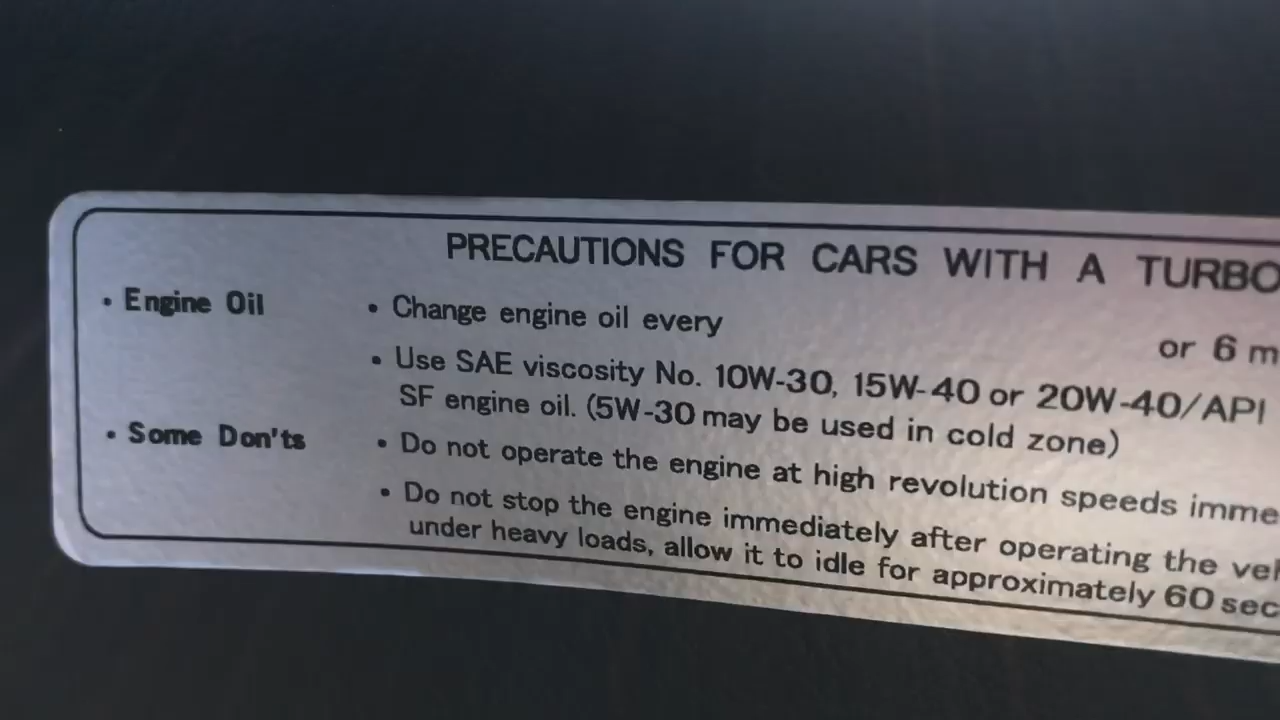 PRECAUTIONS FOR CARS WITH A TURBO
• Engine Oil • Change engine oil every or 6 m
• Use SAE viscosity No. 10W-30, 15W-40 or 20W-40/API
SF engine oil. (5W-30 may be used in cold zone)
• Some Don'ts • Do not operate the engine at high revolution speeds imme
• Do not stop the engine immediately after operating the veh
under heavy loads, allow it to idle for approximately 60 sec